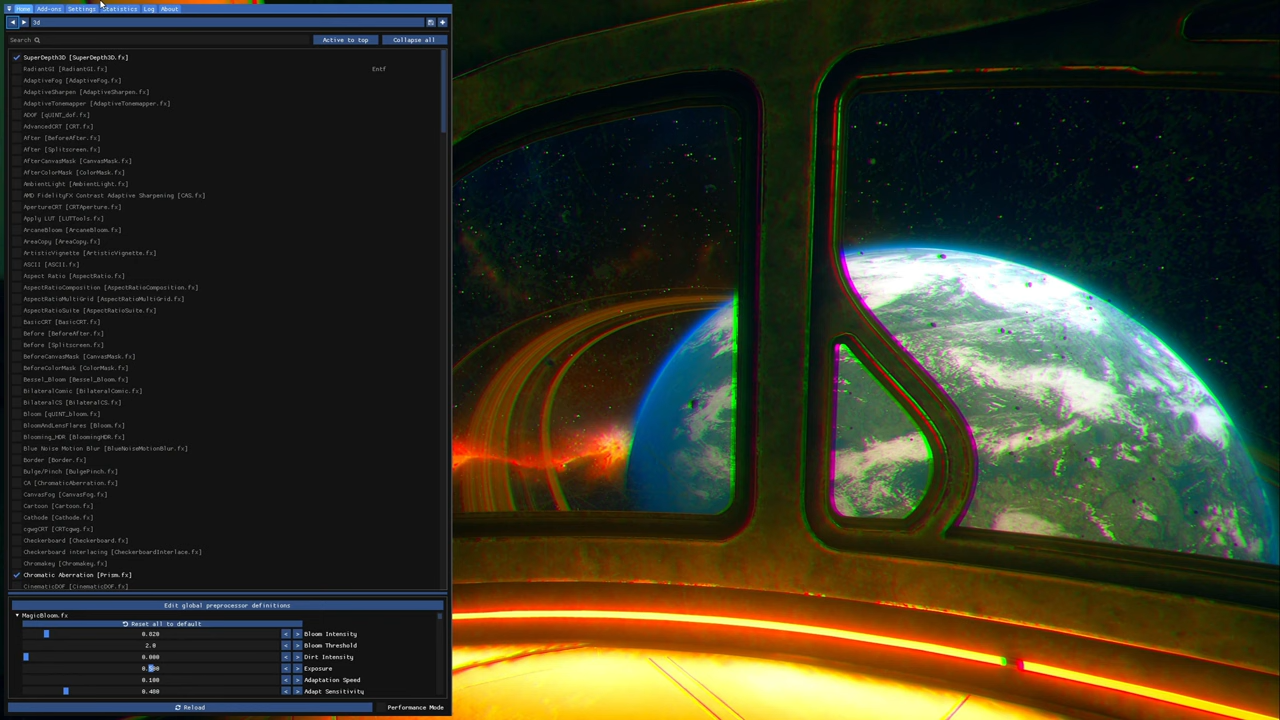 Home Add-ons Settings Statistics Log About
3d
Search Active to top Collapse all
SuperDepth3D [SuperDepth3D.fx]
RadiantGI [RadiantGI.fx] Entf
AdaptiveFog [AdaptiveFog.fx]
AdaptiveSharpen [AdaptiveSharpen.fx]
AdaptiveTonemapper [AdaptiveTonemapper.fx]
ADOF [qUINT_dof.fx]
AdvancedCRT [CRT.fx]
After [BeforeAfter.fx]
After [Splitscreen.fx]
AfterCanvasMask [CanvasMask.fx]
AfterColorMask [ColorMask.fx]
AmbientLight [AmbientLight.fx]
AMD FidelityFX Contrast Adaptive Sharpening [CAS.fx]
ApertureCRT [CRTAperture.fx]
Apply LUT [LUTTools.fx]
ArcaneBloom [ArcaneBloom.fx]
AreaCopy [AreaCopy.fx]
ArtisticVignette [ArtisticVignette.fx]
ASCII [ASCII.fx]
Aspect Ratio [AspectRatio.fx]
AspectRatioComposition [AspectRatioComposition.fx]
AspectRatioMultiGrid [AspectRatioMultiGrid.fx]
AspectRatioSuite [AspectRatioSuite.fx]
BasicCRT [BasicCRT.fx]
Before [BeforeAfter.fx]
Before [Splitscreen.fx]
BeforeCanvasMask [CanvasMask.fx]
BeforeColorMask [ColorMask.fx]
Bessel_Bloom [Bessel_Bloom.fx]
BilateralComic [BilateralComic.fx]
BilateralCS [BilateralCS.fx]
Bloom [qUINT_bloom.fx]
BloomAndLensFlares [Bloom.fx]
Blooming_HDR [BloomingHDR.fx]
Blue Noise Motion Blur [BlueNoiseMotionBlur.fx]
Border [Border.fx]
Bulge/Pinch [BulgePinch.fx]
CA [ChromaticAberration.fx]
CanvasFog [CanvasFog.fx]
Cartoon [Cartoon.fx]
Cathode [Cathode.fx]
cgwgCRT [CRTcgwg.fx]
Checkerboard [Checkerboard.fx]
Checkerboard interlacing [CheckerboardInterlace.fx]
Chromakey [Chromakey.fx]
Chromatic Aberration [Prism.fx]
CinematicDOF [CinematicDOF.fx]
Edit global preprocessor definitions
MagicBloom.fx
Reset all to default
0.020 < > Bloom Intensity
2.0 < > Bloom Threshold
0.000 < > Dirt Intensity
< > Exposure
0.100 < > Adaptation Speed
0.400 < > Adapt Sensitivity
Reload Performance Mode